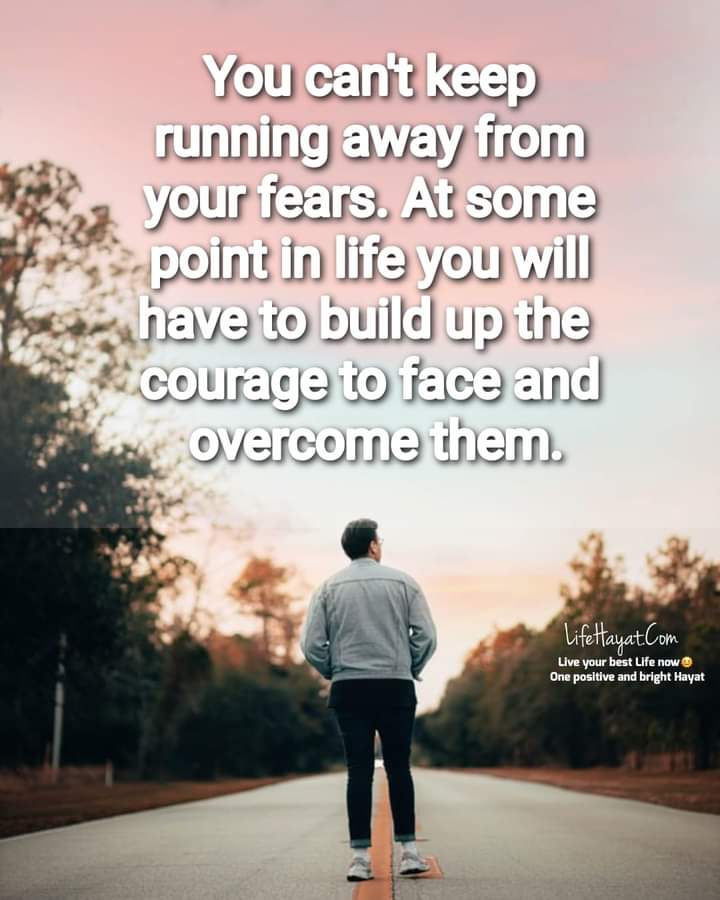 You can't keep
running away from
your fears. At some
point in life you will
have to build up the
courage to face and
overcome them.
LifeHayat.Com
Live your best Life now😀
One positive and bright Hayat